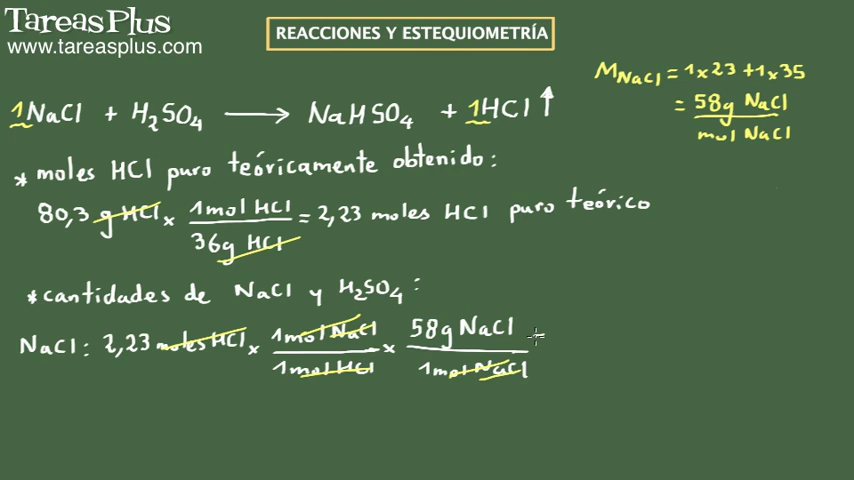 TareasPlus
www.tareasplus.com
REACCIONES Y ESTEQUIOMETRÍA
M NaCl = 1x23 + 1x35
= 58g NaCl
mol NaCl
1NaCl + H₂SO₄ ⟶ NaHSO₄ + 1HCl ↑
* moles HCl puro teóricamente obtenido:
80,3 g HCl x 1mol HCl / 36g HCl = 2,23 moles HCl puro teórico
* cantidades de NaCl y H₂SO₄ :
NaCl: 2,23 moles HCl x 1mol NaCl / 1mol HCl x 58g NaCl / 1mol NaCl =